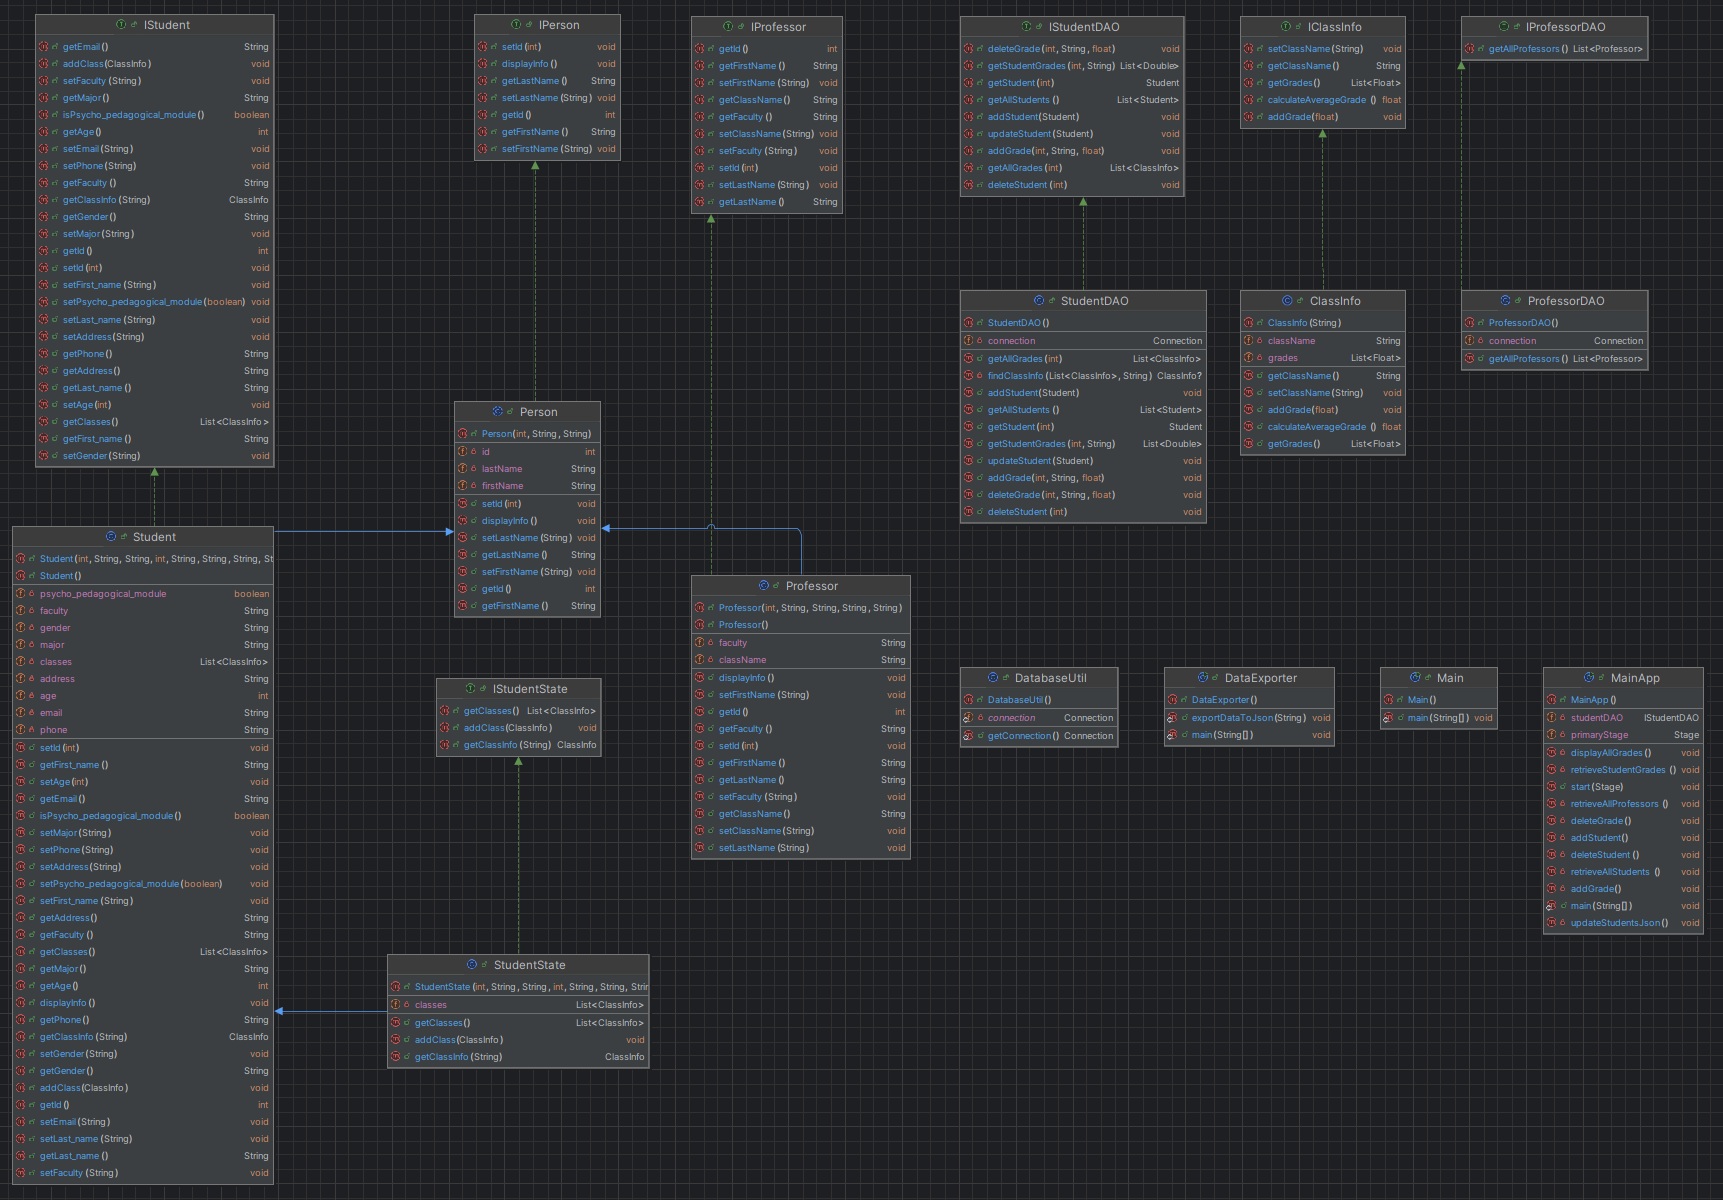 IStudent
getEmail() String
addClass(ClassInfo) void
setFaculty(String) void
getMajor() String
isPsycho_pedagogical_module() boolean
getAge() int
setEmail(String) void
setPhone(String) void
getFaculty() String
getClassInfo(String) ClassInfo
getGender() String
setMajor(String) void
getId() int
setId(int) void
setFirst_name(String) void
setPsycho_pedagogical_module(boolean) void
setLast_name(String) void
setAddress(String) void
getPhone() String
getAddress() String
getLast_name() String
setAge(int) void
getClasses() List<ClassInfo>
getFirst_name() String
setGender(String) void
IPerson
setId(int) void
displayInfo() void
getLastName() String
setLastName(String) void
getId() int
getFirstName() String
setFirstName(String) void
IProfessor
getId() int
getFirstName() String
setFirstName(String) void
getClassName() String
getFaculty() String
setClassName(String) void
setFaculty(String) void
setId(int) void
setLastName(String) void
getLastName() String
IStudentDAO
deleteGrade(int, String, float) void
getStudentGrades(int, String) List<Double>
getStudent(int) Student
getAllStudents() List<Student>
addStudent(Student) void
updateStudent(Student) void
addGrade(int, String, float) void
getAllGrades(int) List<ClassInfo>
deleteStudent(int) void
IClassInfo
setClassName(String) void
getClassName() String
getGrades() List<Float>
calculateAverageGrade() float
addGrade(float) void
IProfessorDAO
getAllProfessors() List<Professor>
StudentDAO
StudentDAO()
connection Connection
getAllGrades(int) List<ClassInfo>
findClassInfo(List<ClassInfo>, String) ClassInfo?
addStudent(Student) void
getAllStudents() List<Student>
getStudent(int) Student
getStudentGrades(int, String) List<Double>
updateStudent(Student) void
addGrade(int, String, float) void
deleteGrade(int, String, float) void
deleteStudent(int) void
ClassInfo
ClassInfo(String)
className String
grades List<Float>
getClassName() String
setClassName(String) void
addGrade(float) void
calculateAverageGrade() float
getGrades() List<Float>
ProfessorDAO
ProfessorDAO()
connection Connection
getAllProfessors() List<Professor>
Person
Person(int, String, String)
id int
lastName String
firstName String
setId(int) void
displayInfo() void
setLastName(String) void
getLastName() String
setFirstName(String) void
getId() int
getFirstName() String
Student
Student(int, String, String, int, String, String, String, St
Student()
psycho_pedagogical_module boolean
faculty String
gender String
major String
classes List<ClassInfo>
address String
age int
email String
phone String
setId(int) void
getFirst_name() String
setAge(int) void
getEmail() String
isPsycho_pedagogical_module() boolean
setMajor(String) void
setPhone(String) void
setAddress(String) void
setPsycho_pedagogical_module(boolean) void
setFirst_name(String) void
getAddress() String
getFaculty() String
getClasses() List<ClassInfo>
getMajor() String
getAge() int
displayInfo() void
getPhone() String
getClassInfo(String) ClassInfo
setGender(String) void
getGender() String
addClass(ClassInfo) void
getId() int
setEmail(String) void
setLast_name(String) void
getLast_name() String
setFaculty(String) void
Professor
Professor(int, String, String, String, String)
Professor()
faculty String
className String
displayInfo() void
setFirstName(String) void
getId() int
getFaculty() String
setId(int) void
getFirstName() String
getLastName() String
setFaculty(String) void
getClassName() String
setClassName(String) void
setLastName(String) void
IStudentState
getClasses() List<ClassInfo>
addClass(ClassInfo) void
getClassInfo(String) ClassInfo
StudentState
StudentState(int, String, String, int, String, String, Strin
classes List<ClassInfo>
getClasses() List<ClassInfo>
addClass(ClassInfo) void
getClassInfo(String) ClassInfo
DatabaseUtil
DatabaseUtil()
connection Connection
getConnection() Connection
DataExporter
DataExporter()
exportDataToJson(String) void
main(String[]) void
Main
Main()
main(String[]) void
MainApp
MainApp()
studentDAO IStudentDAO
primaryStage Stage
displayAllGrades() void
retrieveStudentGrades() void
start(Stage) void
retrieveAllProfessors() void
deleteGrade() void
addStudent() void
deleteStudent() void
retrieveAllStudents() void
addGrade() void
main(String[]) void
updateStudentsJson() void